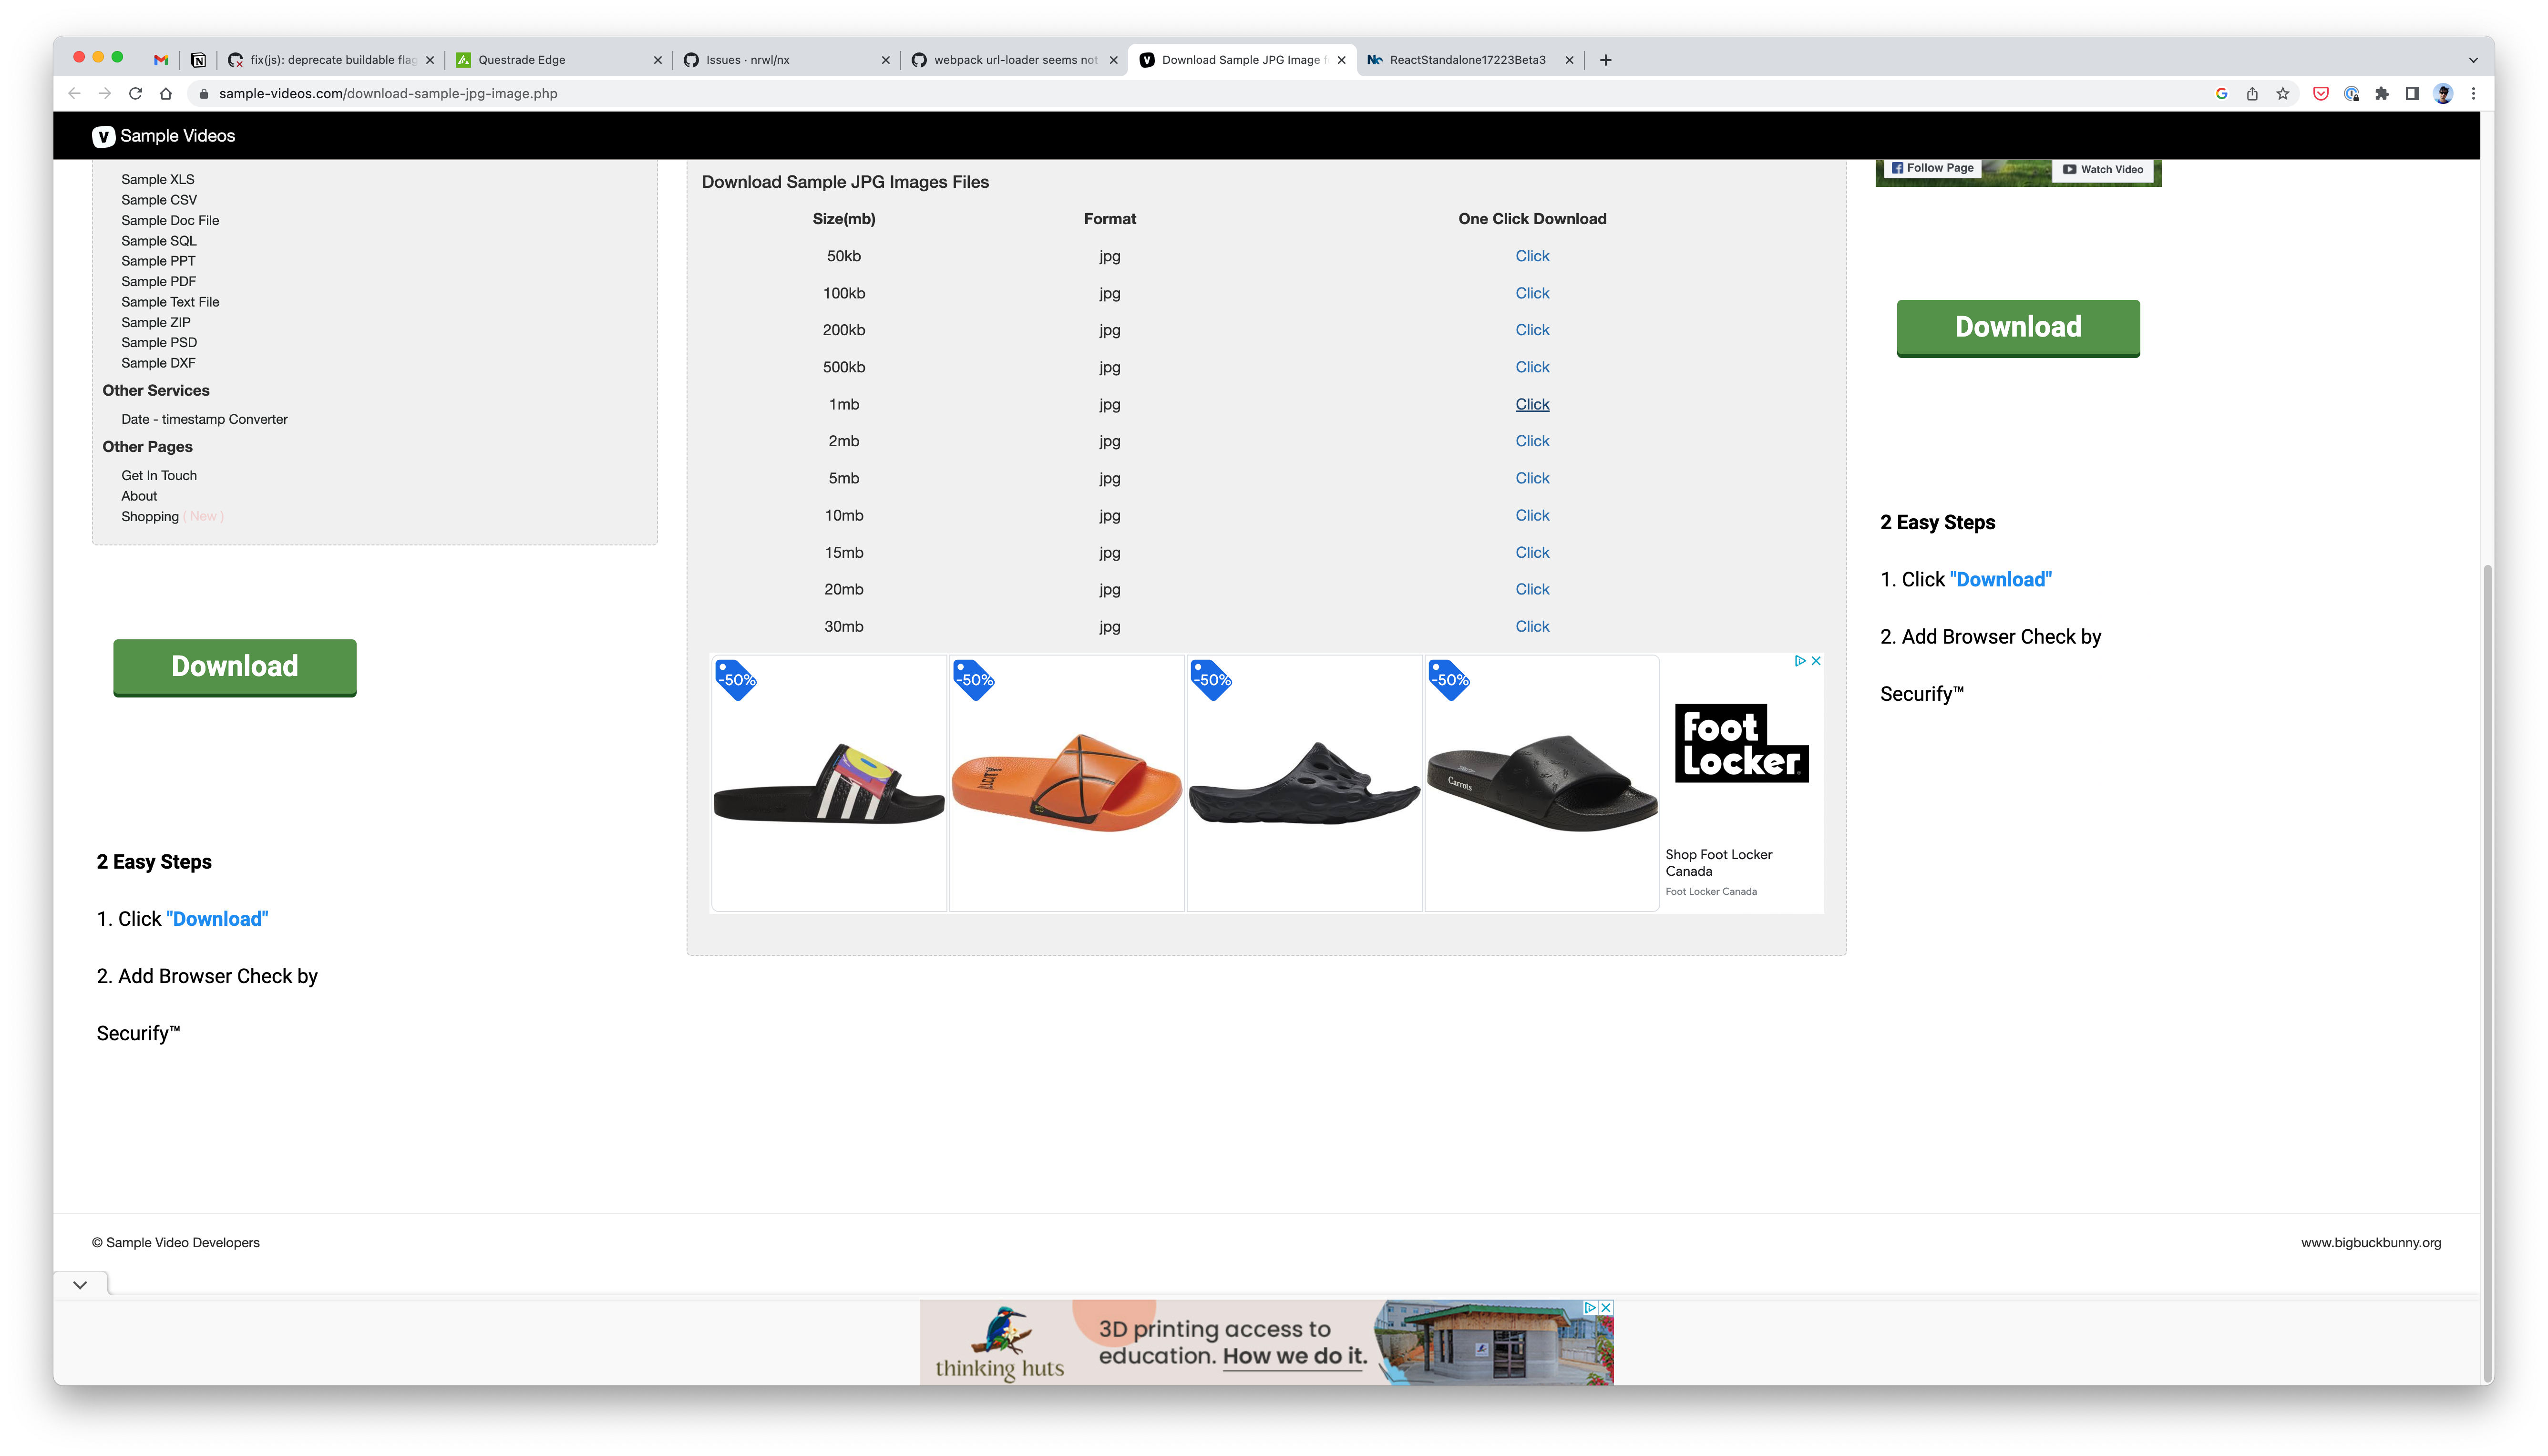 fix(js): deprecate buildable flag
Questrade Edge
Issues · nrwl/nx
webpack url-loader seems not
Download Sample JPG Image f
ReactStandalone17223Beta3
sample-videos.com/download-sample-jpg-image.php
Sample Videos
Sample XLS
Sample CSV
Sample Doc File
Sample SQL
Sample PPT
Sample PDF
Sample Text File
Sample ZIP
Sample PSD
Sample DXF
Other Services
Date - timestamp Converter
Other Pages
Get In Touch
About
Shopping ( New )
Download
2 Easy Steps
1. Click "Download"
2. Add Browser Check by
Securify™
Download Sample JPG Images Files
Size(mb) Format One Click Download
50kb jpg Click
100kb jpg Click
200kb jpg Click
500kb jpg Click
1mb jpg Click
2mb jpg Click
5mb jpg Click
10mb jpg Click
15mb jpg Click
20mb jpg Click
30mb jpg Click
-50%
-50%
-50%
-50%
Carrots
Foot
Locker
Shop Foot Locker
Canada
Foot Locker Canada
Follow Page
Watch Video
Download
2 Easy Steps
1. Click "Download"
2. Add Browser Check by
Securify™
© Sample Video Developers
www.bigbuckbunny.org
thinking huts
3D printing access to
education. How we do it.